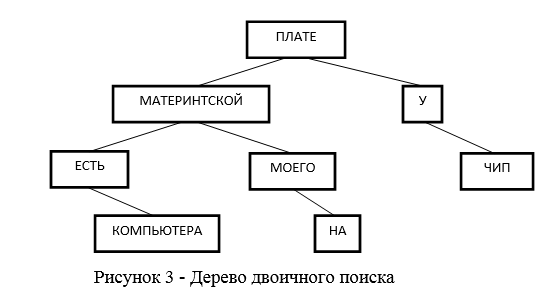 ПЛАТЕ
МАТЕРИНТСКОЙ
У
ЕСТЬ
МОЕГО
ЧИП
КОМПЬЮТЕРА
НА
Рисунок 3 - Дерево двоичного поиска